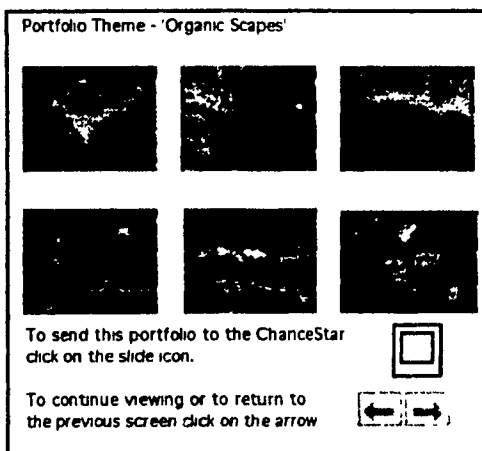 Portfolio Theme - 'Organic Scapes'
To send this portfolio to the ChanceStar
click on the slide icon.
To continue viewing or to return to
the previous screen click on the arrow